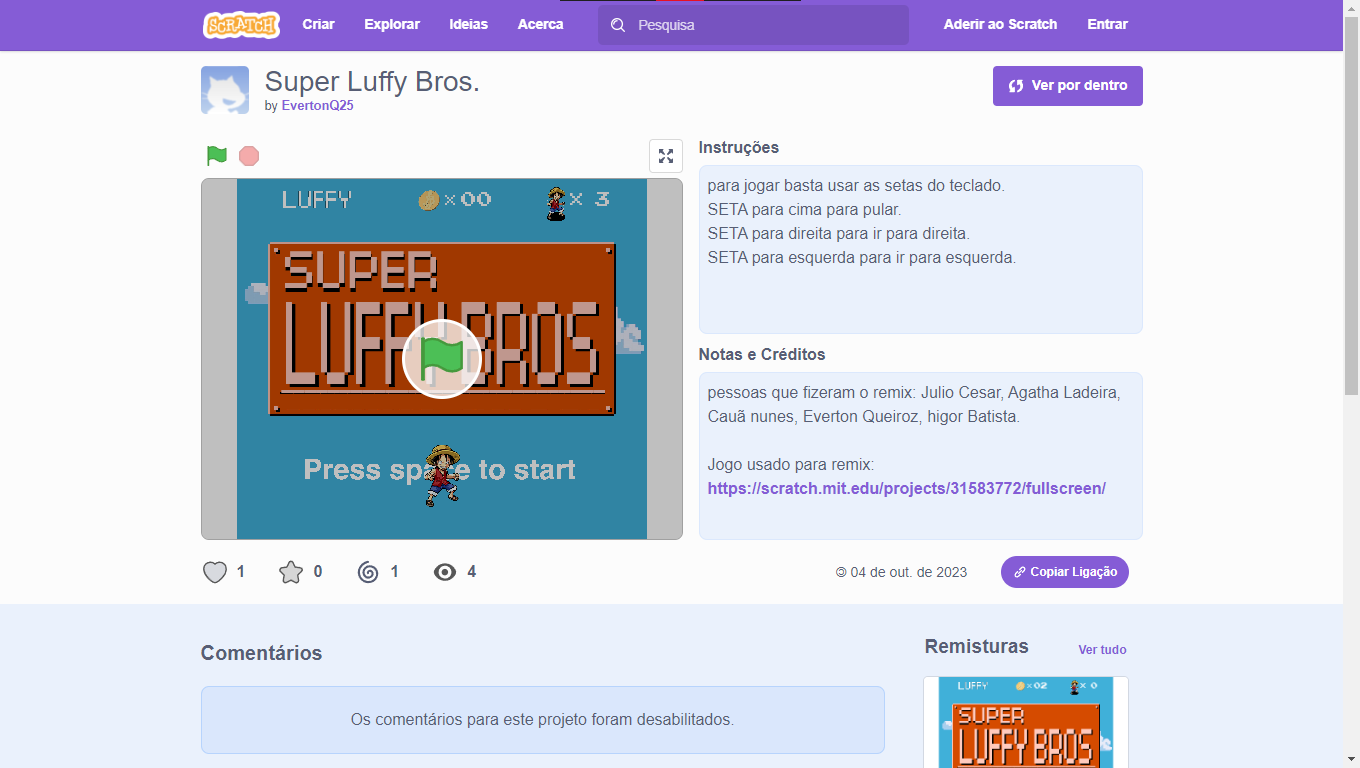 SCRATCH Criar Explorar Ideias Acerca Pesquisa Aderir ao Scratch Entrar
Super Luffy Bros.
by EvertonQ25
Ver por dentro
LUFFY ×00 × 3
SUPER
LUFFY BROS
Press space to start
Instruções
para jogar basta usar as setas do teclado.
SETA para cima para pular.
SETA para direita para ir para direita.
SETA para esquerda para ir para esquerda.
Notas e Créditos
pessoas que fizeram o remix: Julio Cesar, Agatha Ladeira,
Cauã nunes, Everton Queiroz, higor Batista.
Jogo usado para remix:
https://scratch.mit.edu/projects/31583772/fullscreen/
1 0 1 4
04 de out. de 2023
Copiar Ligação
Comentários
Os comentários para este projeto foram desabilitados.
Remisturas
Ver tudo
LUFFY ×02 × 0
SUPER
LUFFY BROS